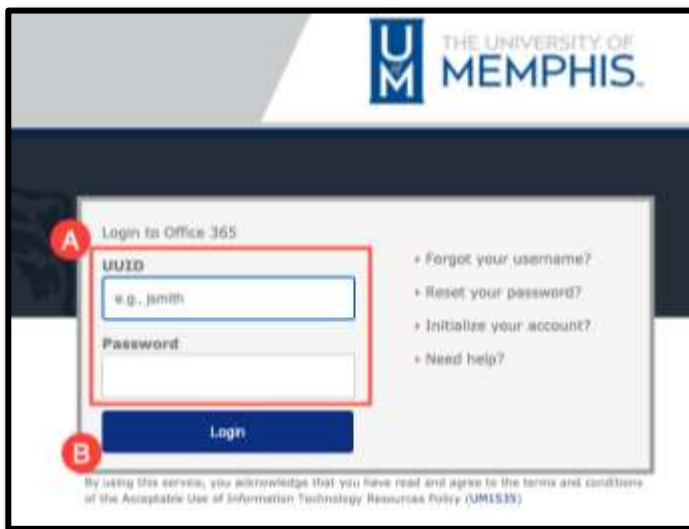 UM
THE UNIVERSITY OF
MEMPHIS™
A
Login to Office 365
UUID
e.g., jsmith
Password
Login
B
Forgot your username?
Reset your password?
Initialize your account?
Need help?
By using this service, you acknowledge that you have read and agree to the terms and conditions
of the Acceptable Use of Information Technology Resources Policy (UM1535)